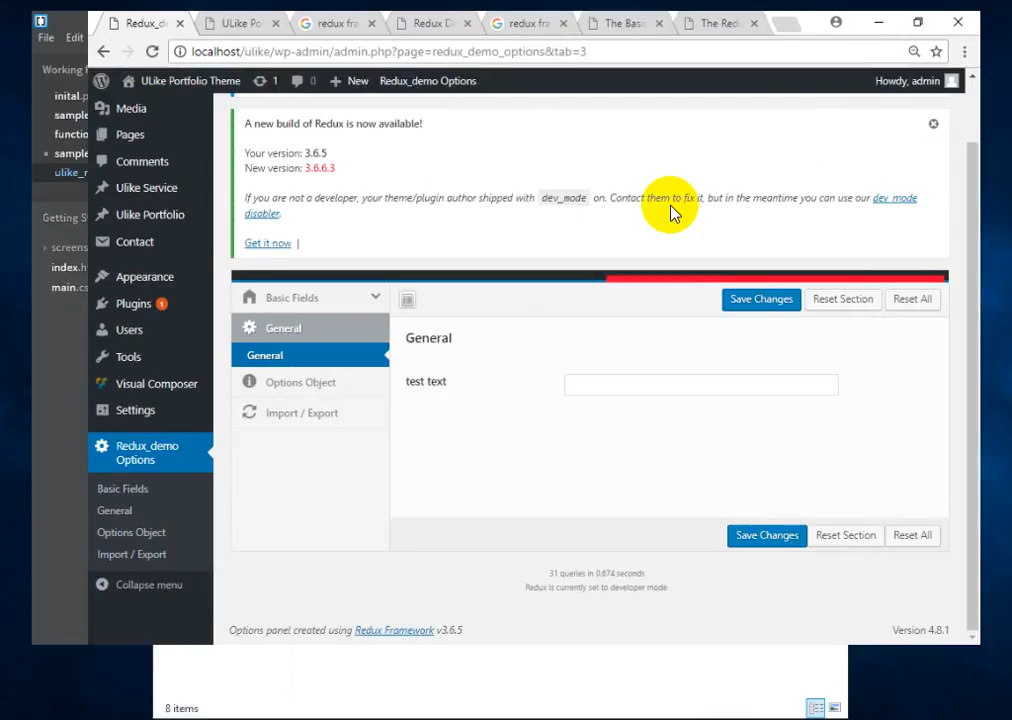 File Edit
Redux_d
ULike Po
redux fra
Redux D
redux fra
The Basi
The Redu
localhost/ulike/wp-admin/admin.php?page=redux_demo_options&tab=3
Working
ULike Portfolio Theme 1 0 New Redux_demo Options Howdy, admin
inital.p
samp
functio
samp
ulike_r
Getting S
screens
index.h
main.cs
Media
Pages
Comments
Ulike Service
Ulike Portfolio
Contact
Appearance
Plugins 1
Users
Tools
Visual Composer
Settings
Redux_demo
Options
Basic Fields
General
Options Object
Import / Export
Collapse menu
A new build of Redux is now available!
Your version: 3.6.5
New version: 3.6.6.3
If you are not a developer, your theme/plugin author shipped with dev_mode on. Contact them to fix it, but in the meantime you can use our dev_mode
disabler.
Get it now |
Basic Fields
General
General
Options Object
Import / Export
Save Changes Reset Section Reset All
General
test text
Save Changes Reset Section Reset All
31 queries in 0.674 seconds
Redux is currently set to developer mode
Options panel created using Redux Framework v3.6.5
Version 4.8.1
8 items